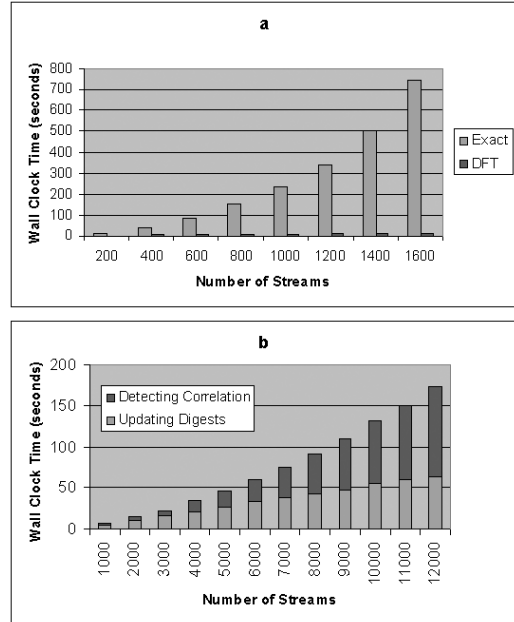 a
Wall Clock Time (seconds)
800
700
600
500
400
300
200
100
0
200 400 600 800 1000 1200 1400 1600
Number of Streams
Exact
DFT
b
Wall Clock Time (seconds)
200
150
100
50
0
Detecting Correlation
Updating Digests
1000 2000 3000 4000 5000 6000 7000 8000 9000 10000 11000 12000
Number of Streams